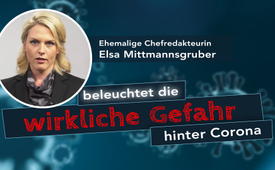 Ehemalige Chefredakteurin
Elsa Mittmannsgruber
beleuchtet die
wirkliche Gefahr
hinter Corona